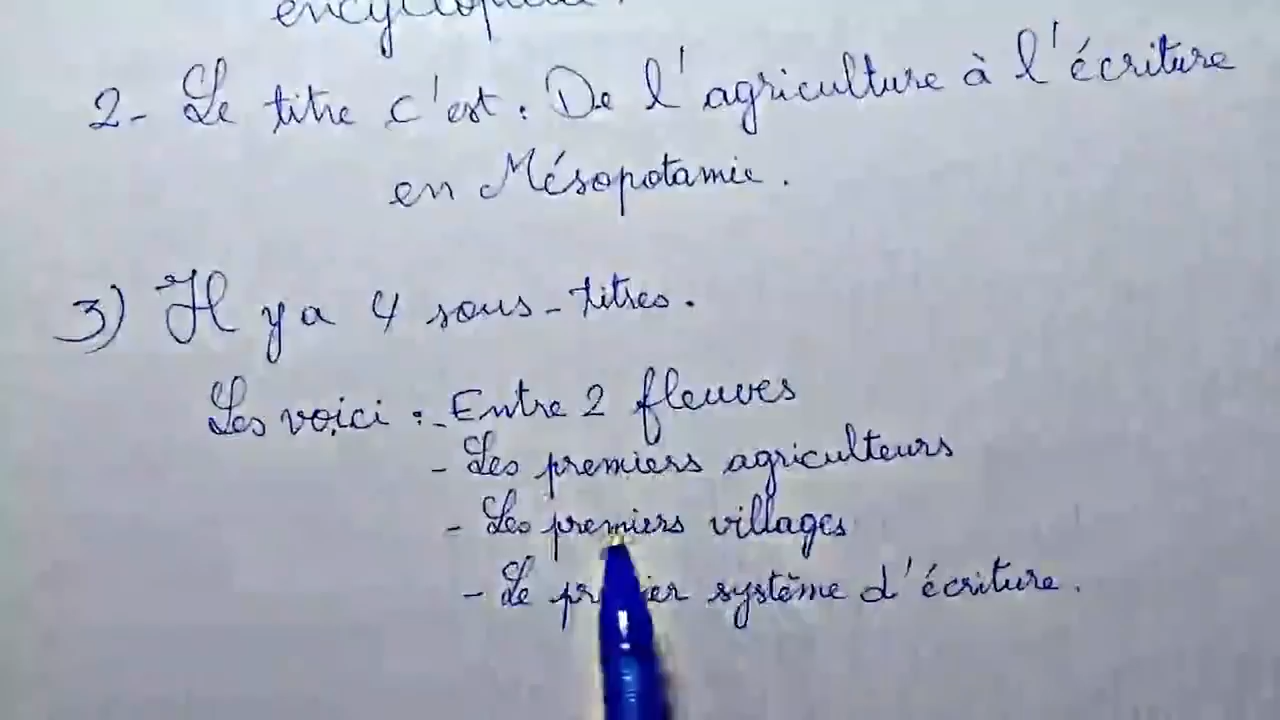 2- Le titre c'est : De l'agriculture à l'écriture
en Mésopotamie.
3) Il y a 4 sous-titres.
Les voici : - Entre 2 fleuves
- Les premiers agriculteurs
- Les premiers villages
- Le premier système d'écriture.